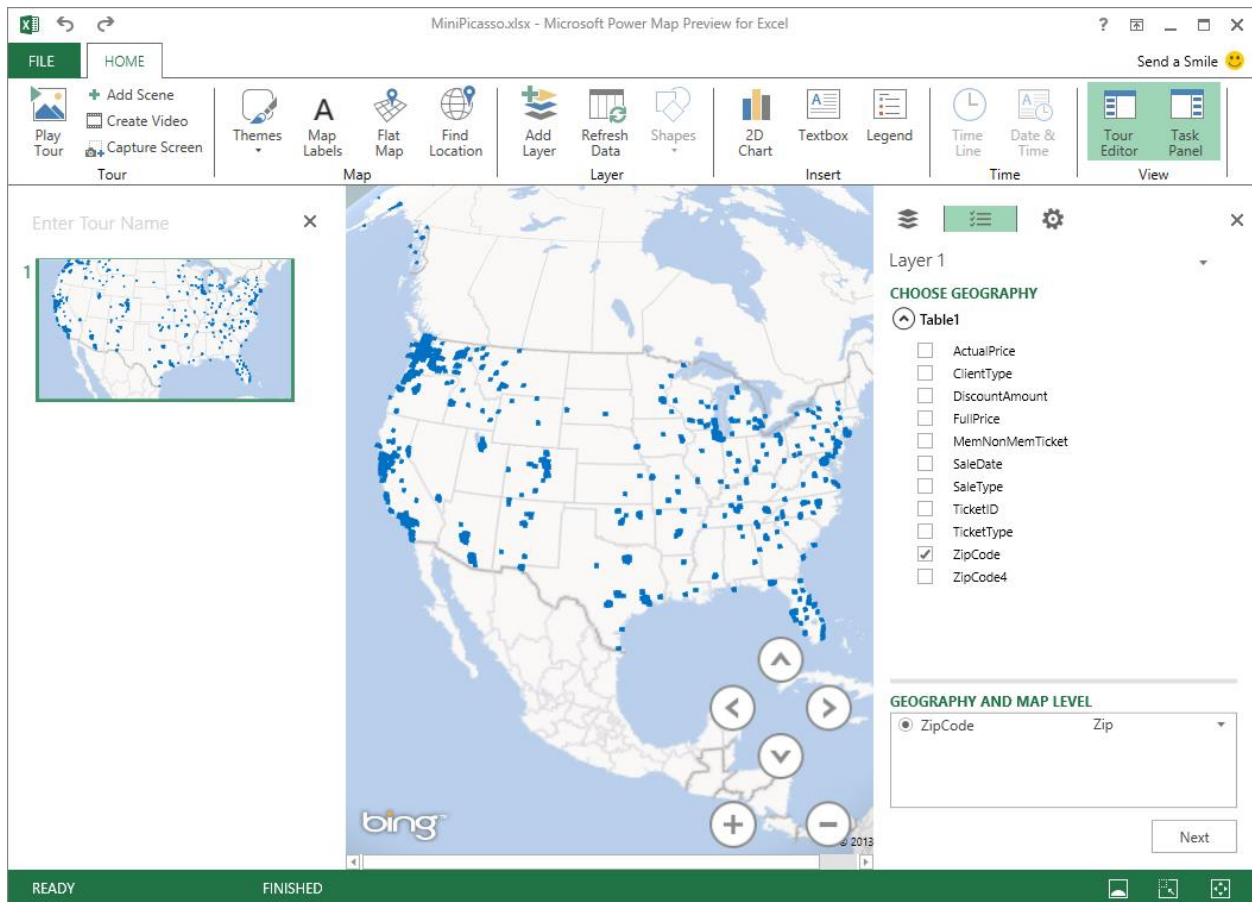 MiniPicasso.xlsx - Microsoft Power Map Preview for Excel
?
FILE
HOME
Send a Smile
Play Tour
Add Scene
Create Video
Capture Screen
Tour
Themes
Map Labels
Flat Map
Find Location
Map
Add Layer
Refresh Data
Shapes
Layer
2D Chart
Textbox
Legend
Insert
Time Line
Date & Time
Time
Tour Editor
Task Panel
View
Enter Tour Name
1
Layer 1
CHOOSE GEOGRAPHY
Table1
ActualPrice
ClientType
DiscountAmount
FullPrice
MemNonMemTicket
SaleDate
SaleType
TicketID
TicketType
ZipCode
ZipCode4
GEOGRAPHY AND MAP LEVEL
ZipCode Zip
Next
bing
© 2013
READY
FINISHED